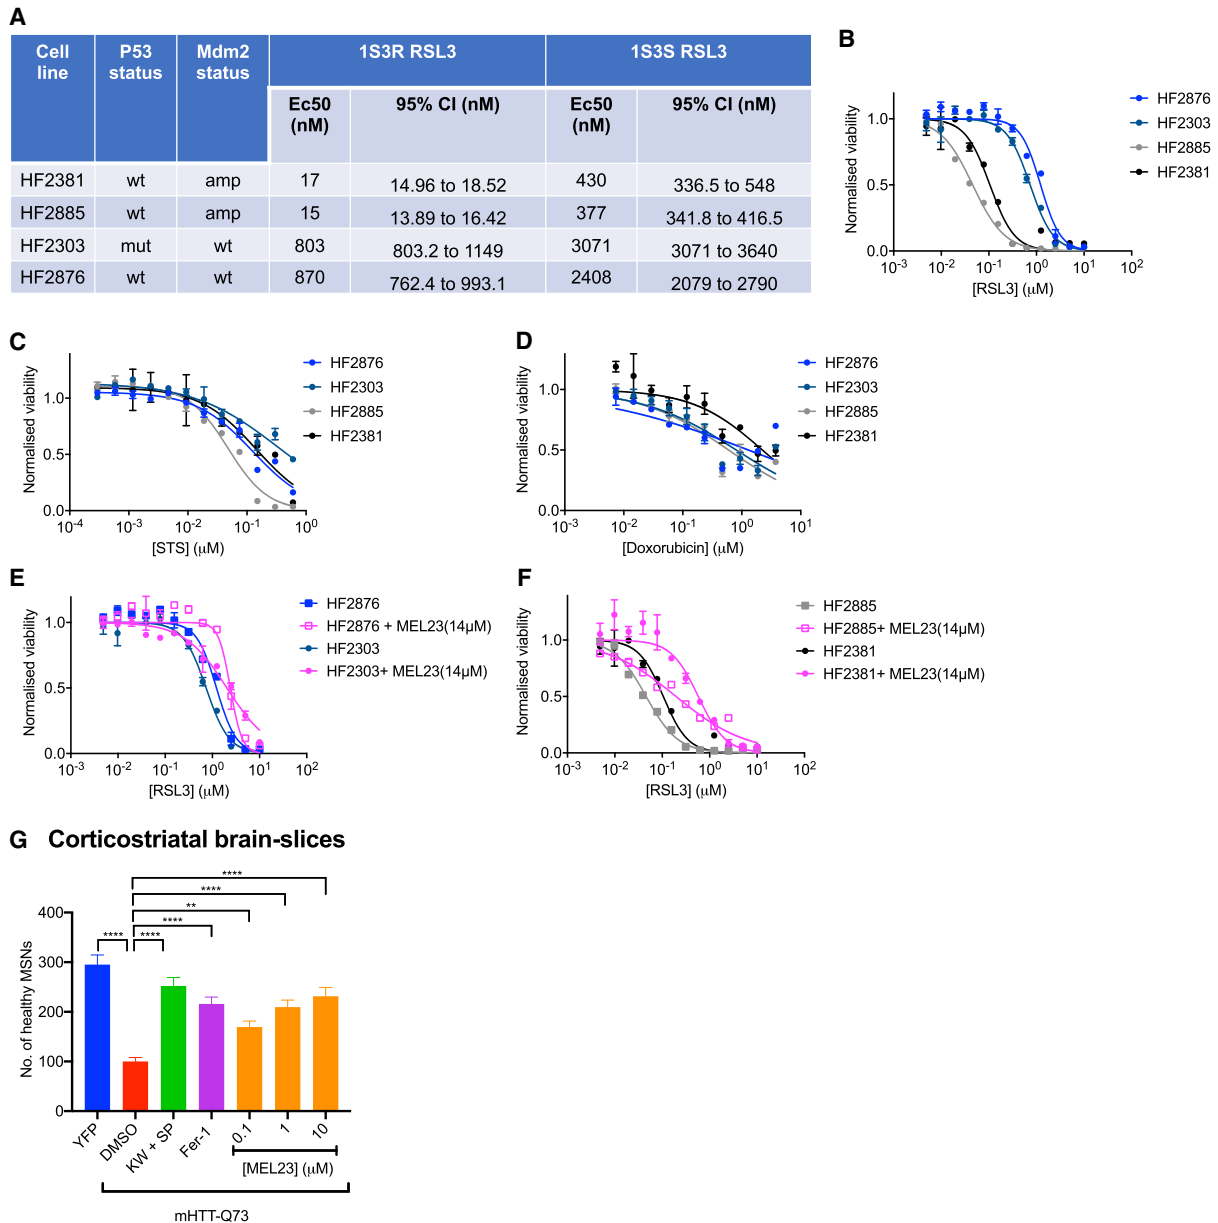 A
Cell line P53 status Mdm2 status 1S3R RSL3 1S3S RSL3
Ec50 (nM) 95% CI (nM) Ec50 (nM) 95% CI (nM)
HF2381 wt amp 17 14.96 to 18.52 430 336.5 to 548
HF2885 wt amp 15 13.89 to 16.42 377 341.8 to 416.5
HF2303 mut wt 803 803.2 to 1149 3071 3071 to 3640
HF2876 wt wt 870 762.4 to 993.1 2408 2079 to 2790
B
Normalised viability
1.0
0.5
0.0
10-3 10-2 10-1 100 102
[RSL3] (μM)
HF2876
HF2303
HF2885
HF2381
C
Normalised viability
1.0
0.5
0.0
10-4 10-3 10-2 10-1 100
[STS] (μM)
HF2876
HF2303
HF2885
HF2381
D
Normalised viability
1.0
0.5
0.0
10-3 10-2 10-1 100 101
[Doxorubicin] (μM)
HF2876
HF2303
HF2885
HF2381
E
Normalised viability
1.0
0.5
0.0
10-3 10-2 10-1 100 101 102
[RSL3] (μM)
HF2876
HF2876 + MEL23(14μM)
HF2303
HF2303+ MEL23(14μM)
F
Normalised viability
1.0
0.5
0.0
10-3 10-2 10-1 100 101 102
[RSL3] (μM)
HF2885
HF2885+ MEL23(14μM)
HF2381
HF2381+ MEL23(14μM)
G Corticostriatal brain-slices
****
****
**
****
**** ****
No. of healthy MSNs
400
300
200
100
0
YFP DMSO KW + SP Fer-1 0.1 1 10
[MEL23] (μM)
mHTT-Q73